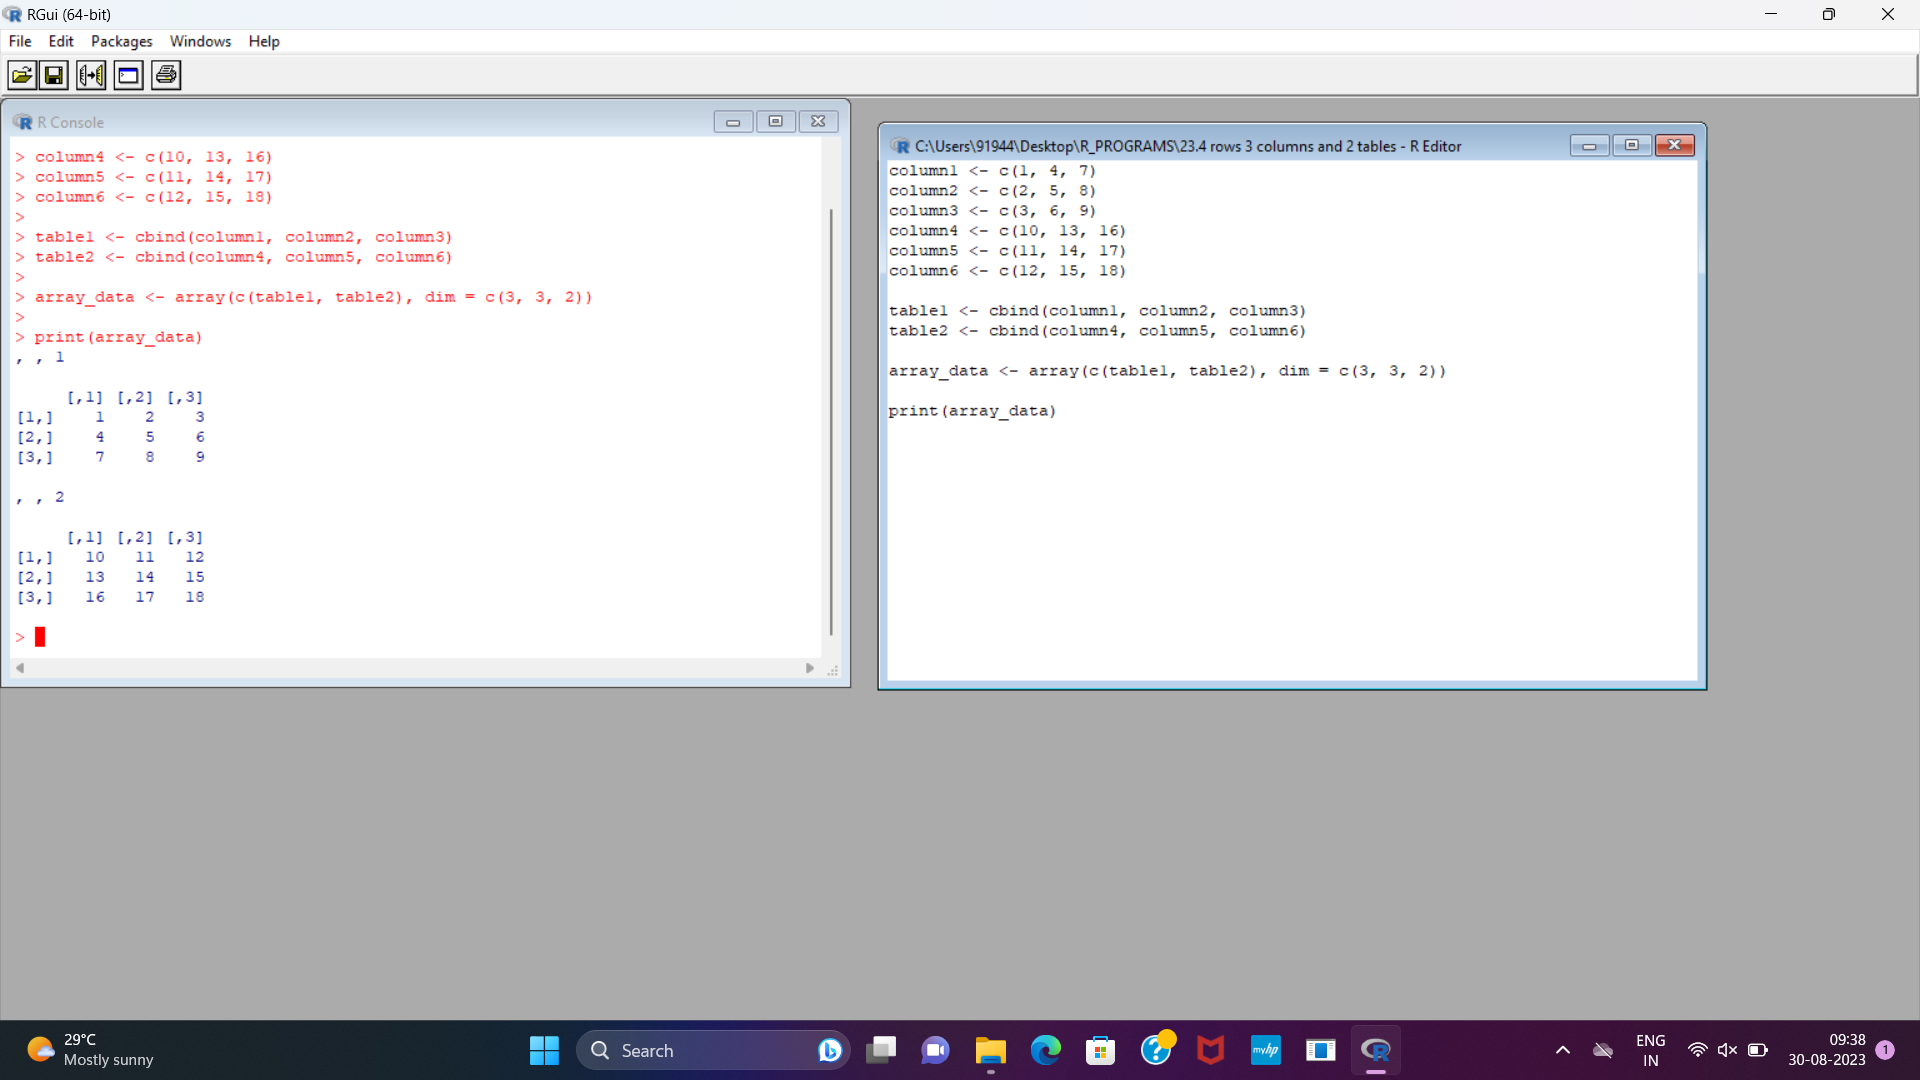 RGui (64-bit)
File Edit Packages Windows Help
R Console
> column4 <- c(10, 13, 16)
> column5 <- c(11, 14, 17)
> column6 <- c(12, 15, 18)
>
> table1 <- cbind(column1, column2, column3)
> table2 <- cbind(column4, column5, column6)
>
> array_data <- array(c(table1, table2), dim = c(3, 3, 2))
>
> print(array_data)
, , 1
     [,1] [,2] [,3]
[1,]    1    2    3
[2,]    4    5    6
[3,]    7    8    9
, , 2
     [,1] [,2] [,3]
[1,]   10   11   12
[2,]   13   14   15
[3,]   16   17   18
>
C:\Users\91944\Desktop\R_PROGRAMS\23.4 rows 3 columns and 2 tables - R Editor
column1 <- c(1, 4, 7)
column2 <- c(2, 5, 8)
column3 <- c(3, 6, 9)
column4 <- c(10, 13, 16)
column5 <- c(11, 14, 17)
column6 <- c(12, 15, 18)
table1 <- cbind(column1, column2, column3)
table2 <- cbind(column4, column5, column6)
array_data <- array(c(table1, table2), dim = c(3, 3, 2))
print(array_data)
29°C
Mostly sunny
Search
myhp
ENG
IN
09:38
30-08-2023
1